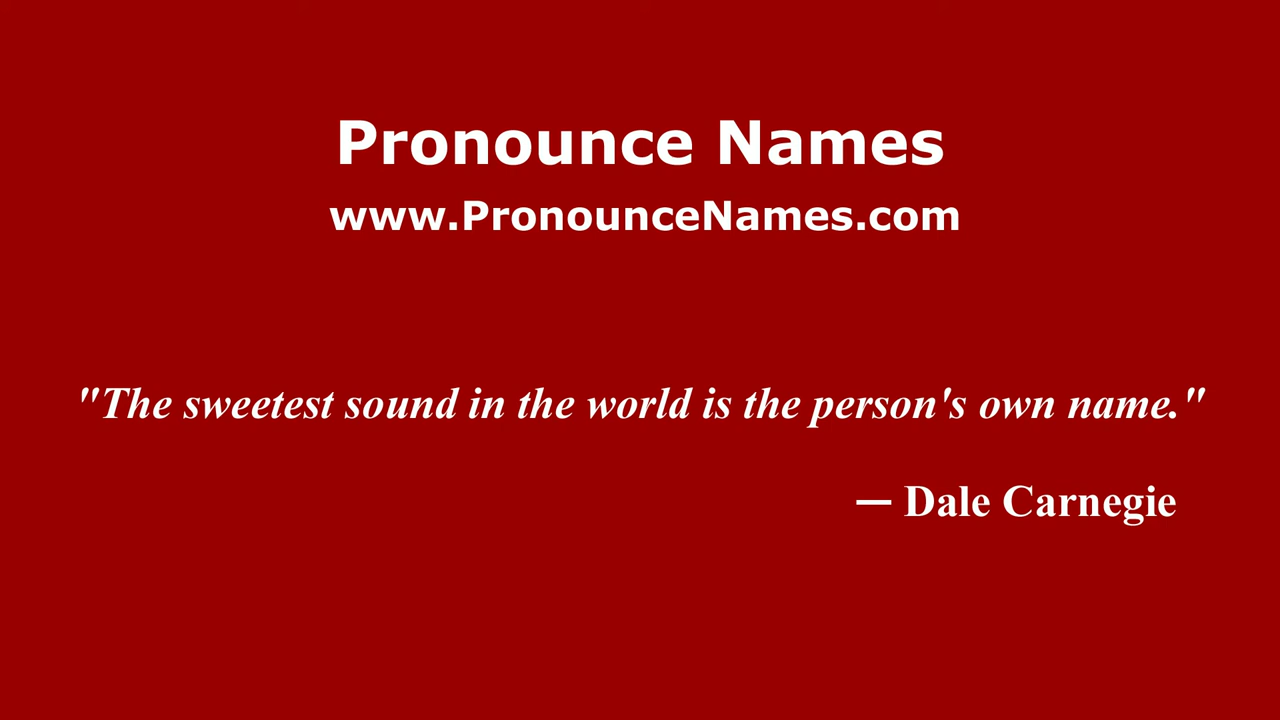 Pronounce Names
www.PronounceNames.com
"The sweetest sound in the world is the person's own name."
— Dale Carnegie